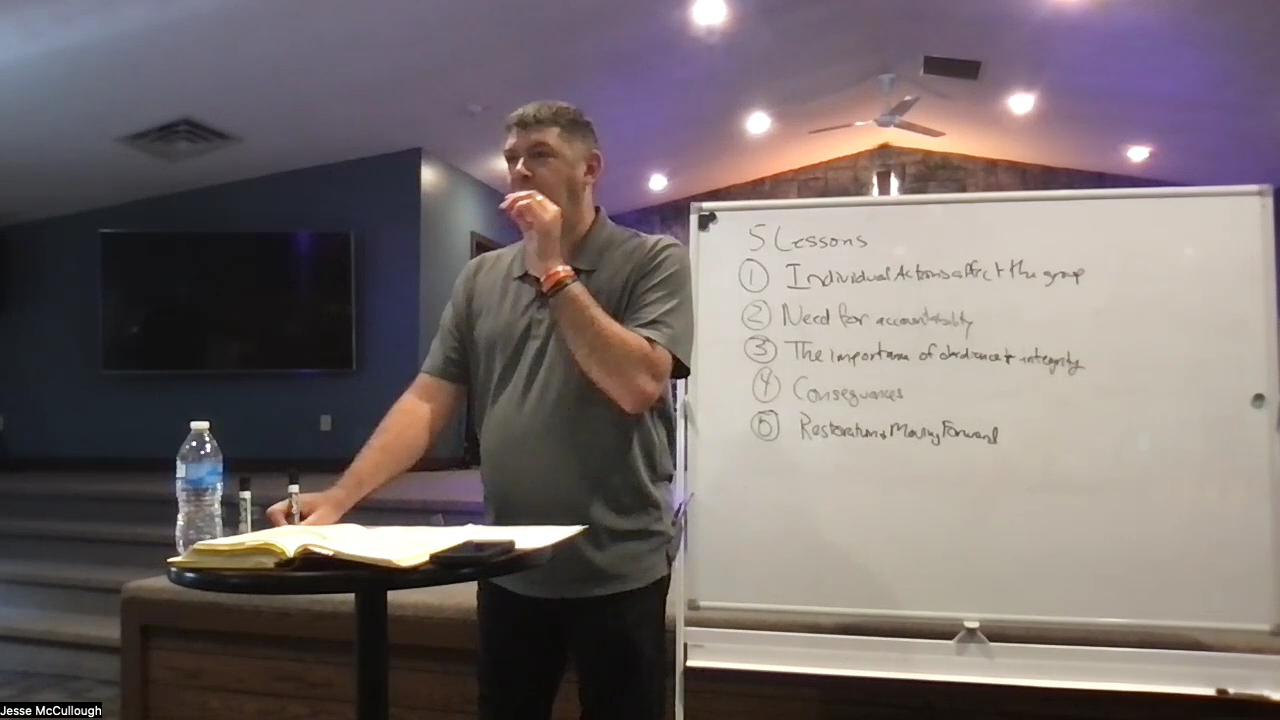 5 Lessons
① Individual Actions affect the group
② Need for accountability
③ The importance of obedience + integrity
④ Consequences
⑤ Restoration + Moving Forward
Jesse McCullough